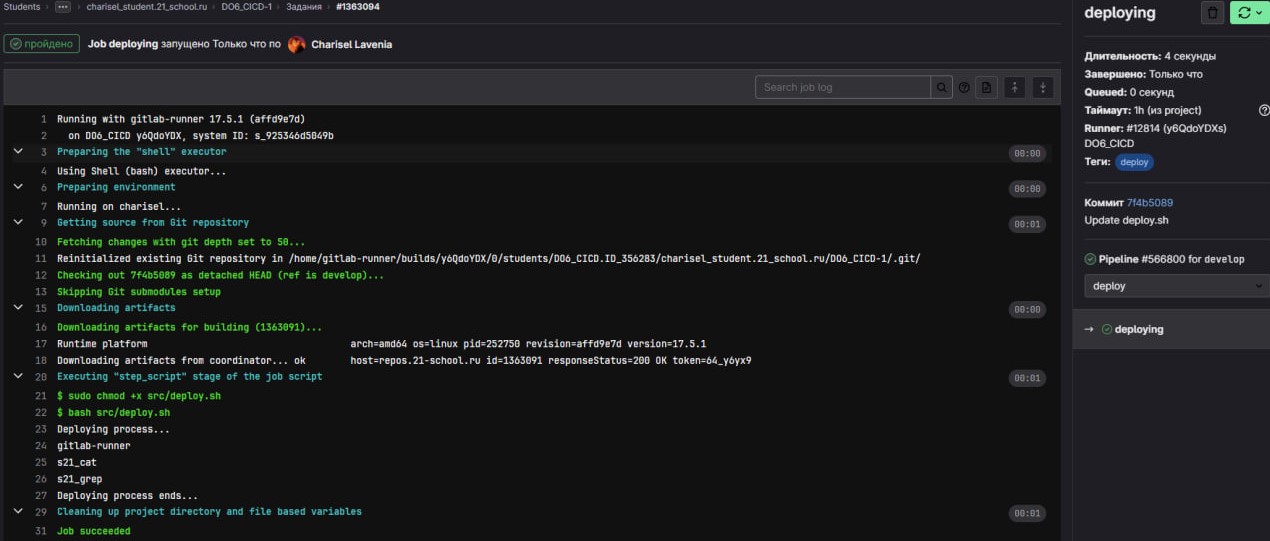 Students › ••• › charisel_student.21_school.ru › DO6_CICD-1 › Задания › #1363094
пройдено Job deploying запущено Только что по Charisel Lavenia
Search job log
1 Running with gitlab-runner 17.5.1 (affd9e7d)
2 on DO6_CICD y6QdoYDX, system ID: s_925346d5049b
3 Preparing the "shell" executor 00:00
4 Using Shell (bash) executor...
6 Preparing environment 00:00
7 Running on charisel...
9 Getting source from Git repository 00:01
10 Fetching changes with git depth set to 50...
11 Reinitialized existing Git repository in /home/gitlab-runner/builds/y6QdoYDX/0/students/DO6_CICD.ID_356283/charisel_student.21_school.ru/DO6_CICD-1/.git/
12 Checking out 7f4b5089 as detached HEAD (ref is develop)...
13 Skipping Git submodules setup
15 Downloading artifacts 00:00
16 Downloading artifacts for building (1363091)...
17 Runtime platform arch=amd64 os=linux pid=252750 revision=affd9e7d version=17.5.1
18 Downloading artifacts from coordinator... ok host=repos.21-school.ru id=1363091 responseStatus=200 OK token=64_y6yx9
20 Executing "step_script" stage of the job script 00:01
21 $ sudo chmod +x src/deploy.sh
22 $ bash src/deploy.sh
23 Deploying process...
24 gitlab-runner
25 s21_cat
26 s21_grep
27 Deploying process ends...
29 Cleaning up project directory and file based variables 00:01
31 Job succeeded
deploying
Длительность: 4 секунды
Завершено: Только что
Queued: 0 секунд
Таймаут: 1h (из project)
Runner: #12814 (y6QdoYDXs)
DO6_CICD
Теги: deploy
Коммит 7f4b5089
Update deploy.sh
Pipeline #566800 for develop
deploy
→ deploying